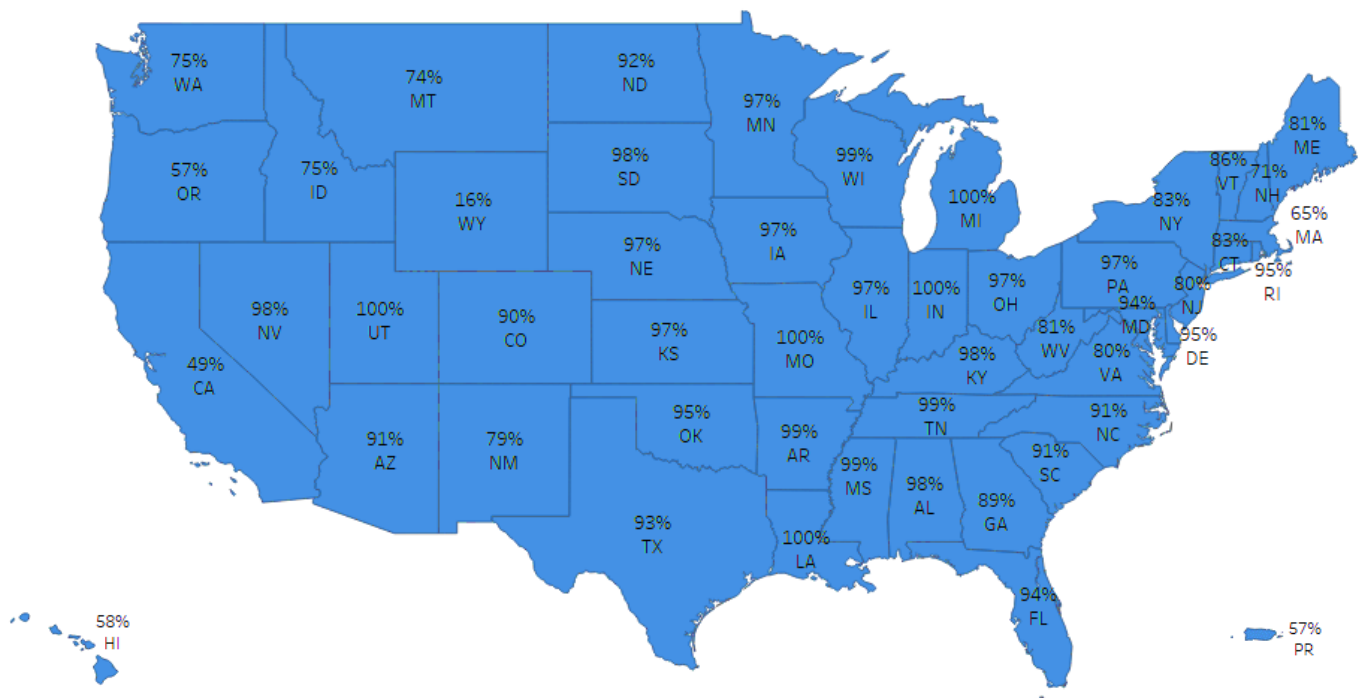 75%
WA
74%
MT
92%
ND
97%
MN
57%
OR
75%
ID
16%
WY
98%
SD
99%
WI
100%
MI
81%
ME
86%
VT
71%
NH
83%
NY
65%
MA
83%
CT
95%
RI
97%
NE
97%
IA
97%
PA
80%
NJ
94%
MD
95%
DE
49%
CA
98%
NV
100%
UT
90%
CO
97%
KS
100%
MO
97%
IL
100%
IN
97%
OH
81%
WV
80%
VA
98%
KY
91%
AZ
79%
NM
95%
OK
99%
AR
99%
TN
91%
NC
91%
SC
99%
MS
98%
AL
89%
GA
93%
TX
100%
LA
94%
FL
58%
HI
57%
PR